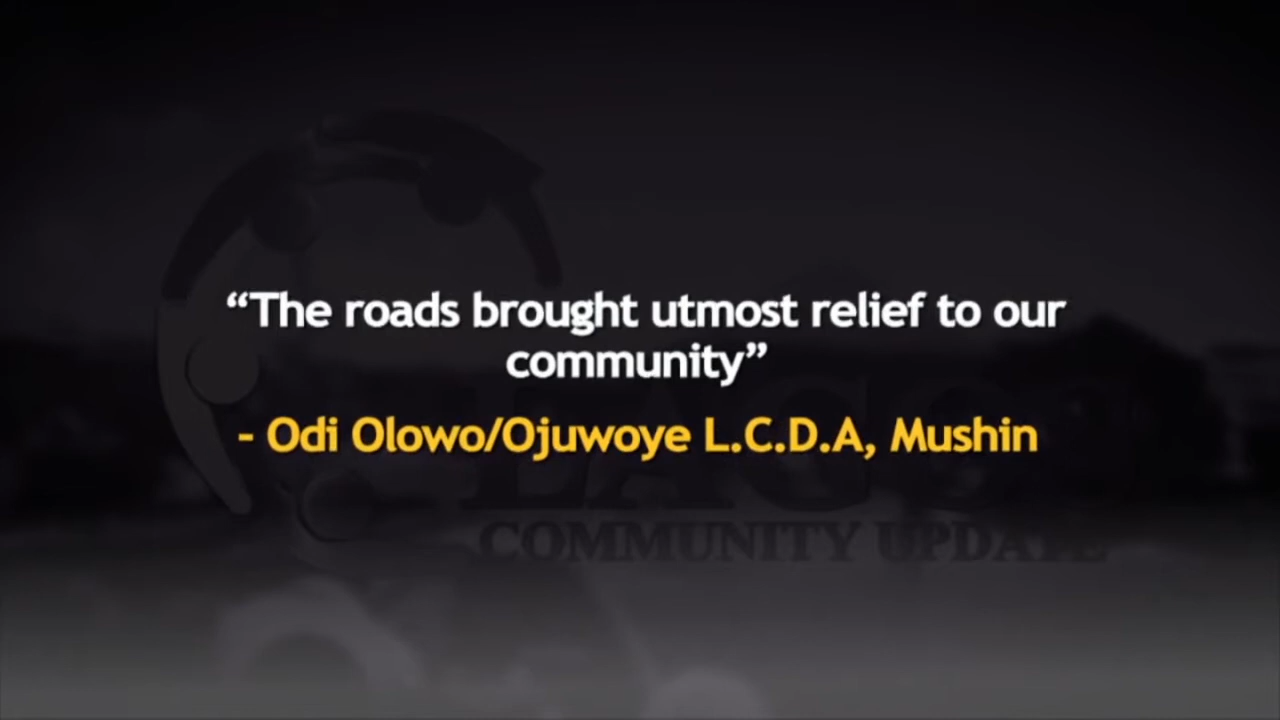 “The roads brought utmost relief to our
community”
- Odi Olowo/Ojuwoye L.C.D.A, Mushin
COMMUNITY UPDATE